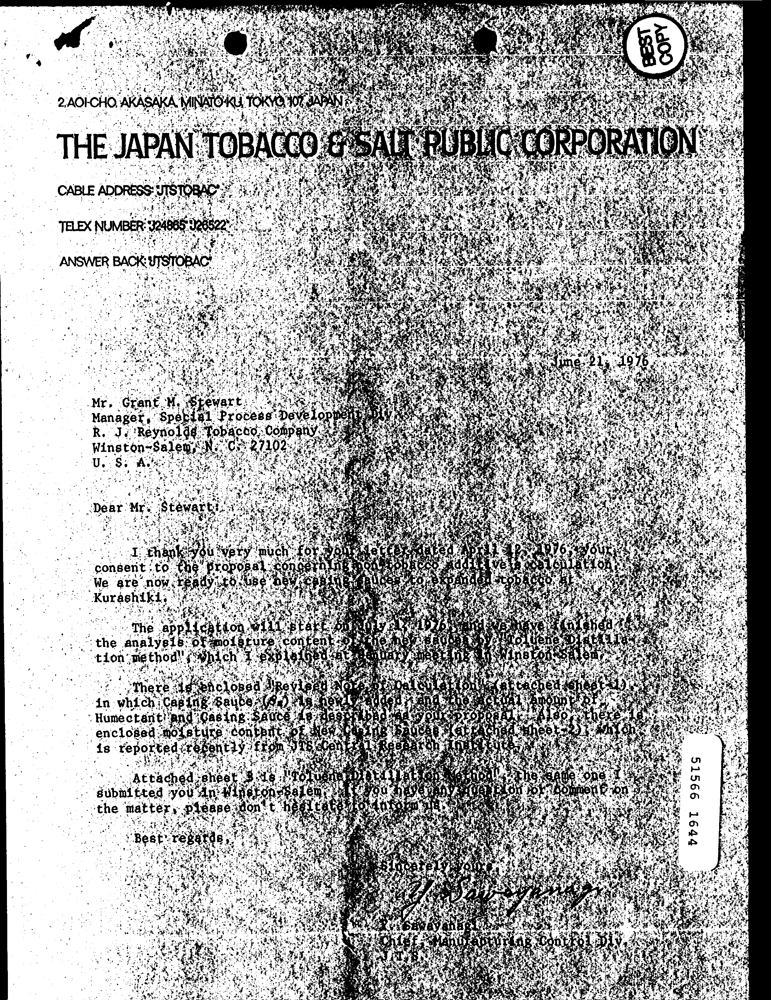 BEST
COPY
2, AOI-CHO, AKASAKA, MINATO-KU, TOKYO, 107, JAPAN
THE JAPAN TOBACCO & SALT PUBLIC CORPORATION
CABLE ADDRESS: "JTSTOBAC"
TELEX NUMBER: "J24865" "J26522"
ANSWER BACK: "JTSTOBAC"
June 21, 1976
Mr. Grant M. Stewart
Manager, Special Process Development Div.
R. J. Reynolds Tobacco Company
Winston-Salem, N. C. 27102
U. S. A.
Dear Mr. Stewart:
I thank you very much for your letter dated April 1976, your
consent to the proposal concerning non-tobacco additive's calculation.
We are now ready to use new casing sauces to expanded tobacco at
Kurashiki.
The application will start on July 1, 1976, and we have finished
the analysis of moisture content of the new sauces by "Toluene Distilla-
tion method", which I explained at January meeting in Winston-Salem.
There is enclosed "Revised Note of Calculation" (attached sheet-1)
in which Casing Sauce is newly added, and the actual amount of
Humectant and Casing Sauce is described as your proposal. Also, there is
enclosed moisture content of New Casing Sauces (attached sheet-2), which
is reported recently from JTS Central Research Institute.
Attached sheet 3 is "Toluene Distillation Method", the same one I
submitted you in Winston-Salem. If you have any question or comment on
the matter, please don't hesitate to inform us.
Best regards,
Sincerely yours,
Y. Sawayanagi
Y. Sawayanagi
Chief, Manufacturing Control Div.
J.T.S.
51566 1644